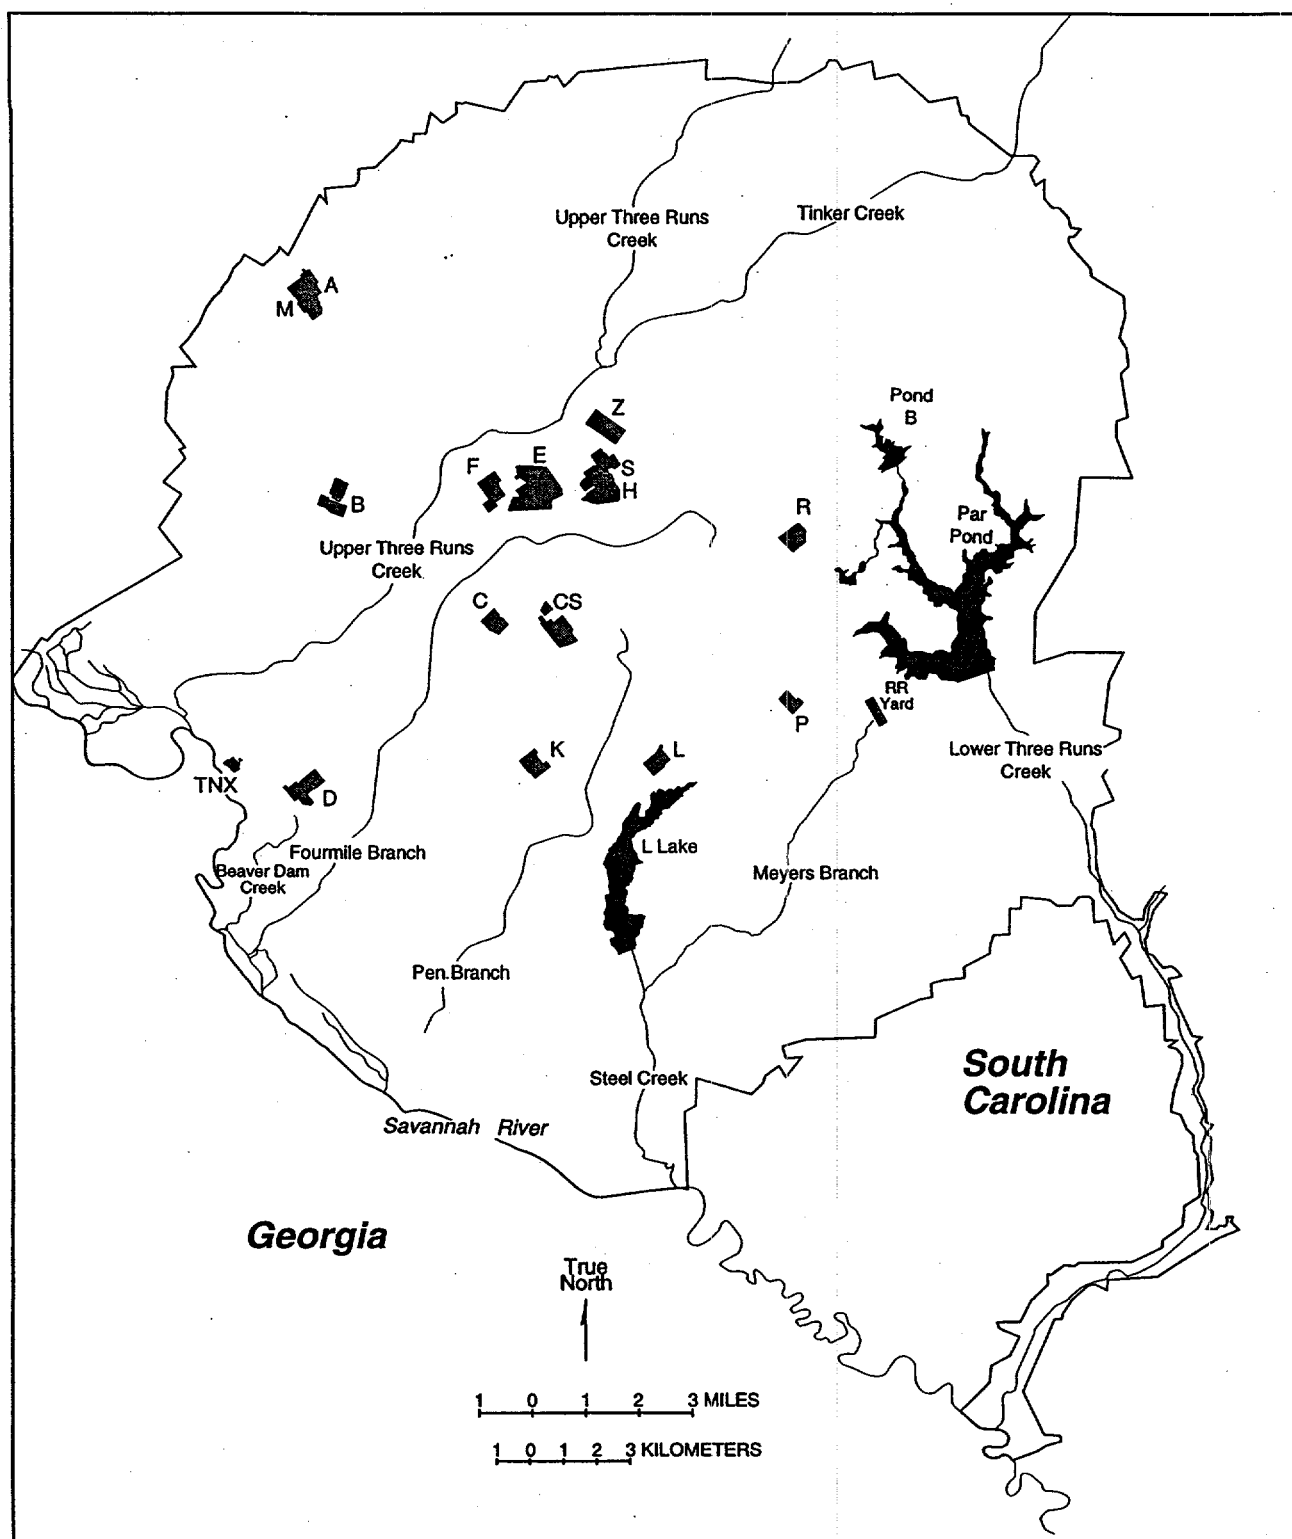 Upper Three Runs
Creek
Tinker Creek
A
M
Pond
B
Z
F
E
S
H
B
R
Par
Pond
Upper Three Runs
Creek
C
CS
RR
Yard
P
K
L
Lower Three Runs
Creek
TNX
D
L Lake
Fourmile Branch
Beaver Dam
Creek
Meyers Branch
Pen Branch
South
Carolina
Steel Creek
Savannah River
Georgia
True
North
1 0 1 2 3 MILES
1 0 1 2 3 KILOMETERS